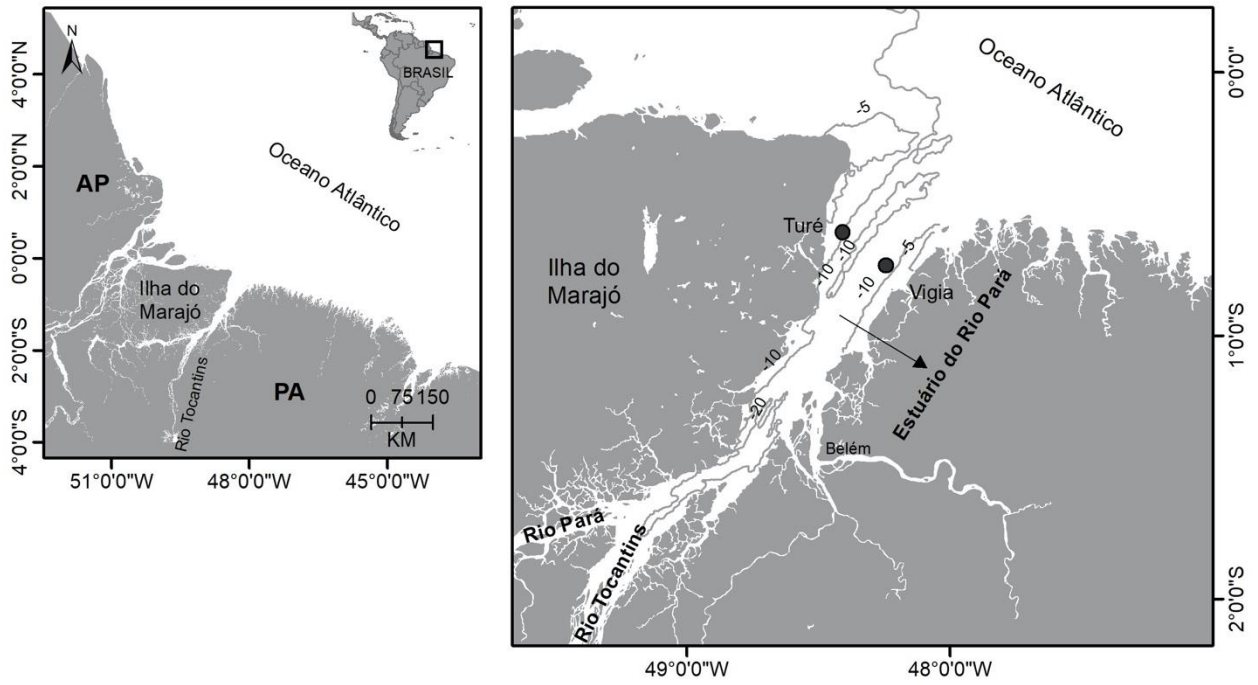 N
BRASIL
4°0'0"N
2°0'0"N
0°0'0"
2°0'0"S
4°0'0"S
AP
Oceano Atlântico
Ilha do
Marajó
Rio Tocantins
PA
0 75 150
KM
51°0'0"W
48°0'0"W
45°0'0"W
Oceano Atlântico
0°0'0"
1°0'0"S
2°0'0"S
-5
Turé
-10
-10
-5
-10
Ilha do
Marajó
Vigia
Estuário do Rio Pará
-10
-20
Belém
Rio Pará
Rio Tocantins
49°0'0"W
48°0'0"W